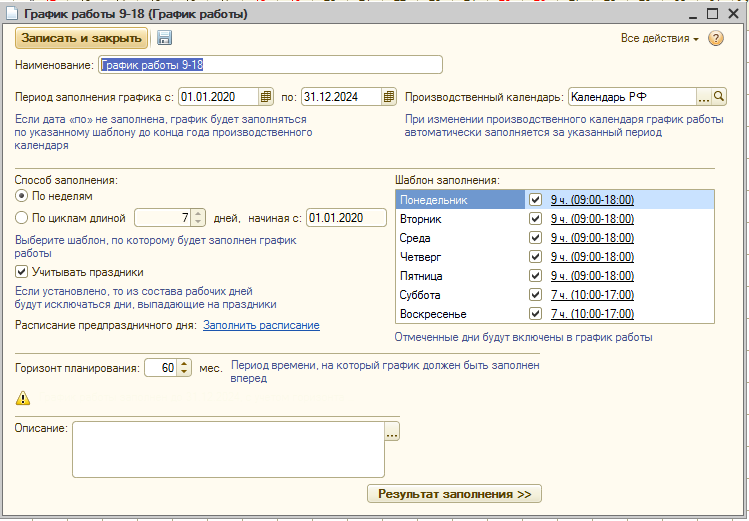 График работы 9-18 (График работы)
Записать и закрыть
Все действия
?
Наименование: График работы 9-18
Период заполнения графика с: 01.01.2020 по: 31.12.2024 Производственный календарь: Календарь РФ ...
Если дата «по» не заполнена, график будет заполняться
по указанному шаблону до конца года производственного
календаря
При изменении производственного календаря график работы
автоматически заполняется за указанный период
Способ заполнения:
По неделям
По циклам длиной 7 дней, начиная с: 01.01.2020
Выберите шаблон, по которому будет заполнен график
работы
Учитывать праздники
Если установлено, то из состава рабочих дней
будут исключаться дни, выпадающие на праздники
Расписание предпраздничного дня: Заполнить расписание
Шаблон заполнения:
Понедельник 9 ч. (09:00-18:00)
Вторник 9 ч. (09:00-18:00)
Среда 9 ч. (09:00-18:00)
Четверг 9 ч. (09:00-18:00)
Пятница 9 ч. (09:00-18:00)
Суббота 7 ч. (10:00-17:00)
Воскресенье 7 ч. (10:00-17:00)
Отмеченные дни будут включены в график работы
Горизонт планирования: 60 мес. Период времени, на который график должен быть заполнен
вперед
Описание: ...
Результат заполнения >>